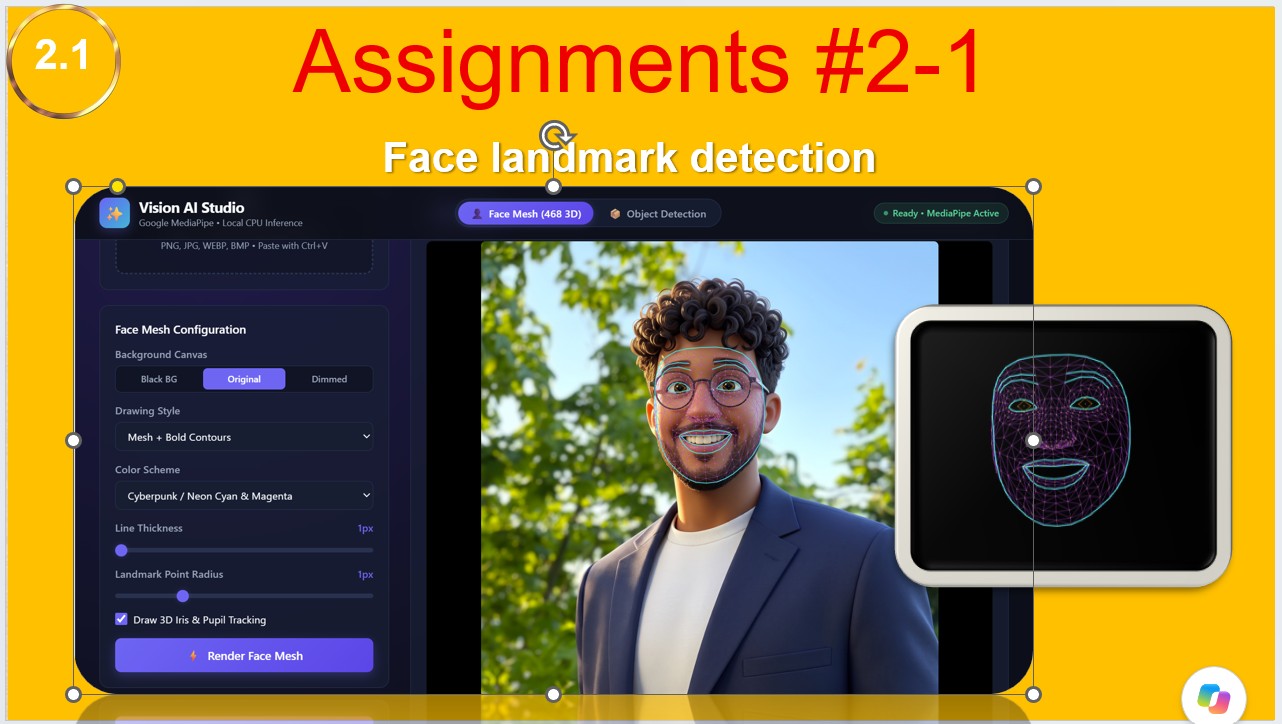 2.1
Assignments #2-1
Face landmark detection
Vision AI Studio
Google MediaPipe • Local CPU Inference
Face Mesh (468 3D)
Object Detection
Ready • MediaPipe Active
PNG, JPG, WEBP, BMP • Paste with Ctrl+V
Face Mesh Configuration
Background Canvas
Black BG
Original
Dimmed
Drawing Style
Mesh + Bold Contours
Color Scheme
Cyberpunk / Neon Cyan & Magenta
Line Thickness 1px
Landmark Point Radius 1px
Draw 3D Iris & Pupil Tracking
Render Face Mesh